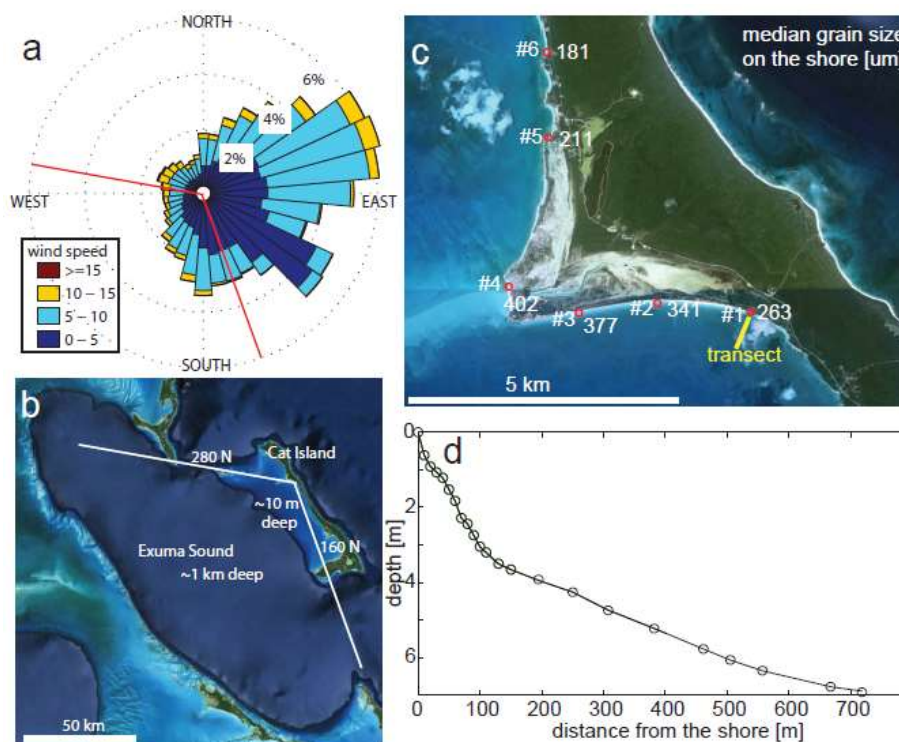 a
NORTH
6%
4%
2%
WEST
EAST
SOUTH
wind speed
>=15
10 – 15
5 – 10
0 – 5
b
280 N
Cat Island
~10 m
deep
Exuma Sound
~1 km deep
160 N
50 km
c
median grain size
on the shore [um]
#6 181
#5 211
#4
402
#3 377
#2 341
#1 263
transect
5 km
d
0
2
4
6
depth [m]
0 100 200 300 400 500 600 700
distance from the shore [m]